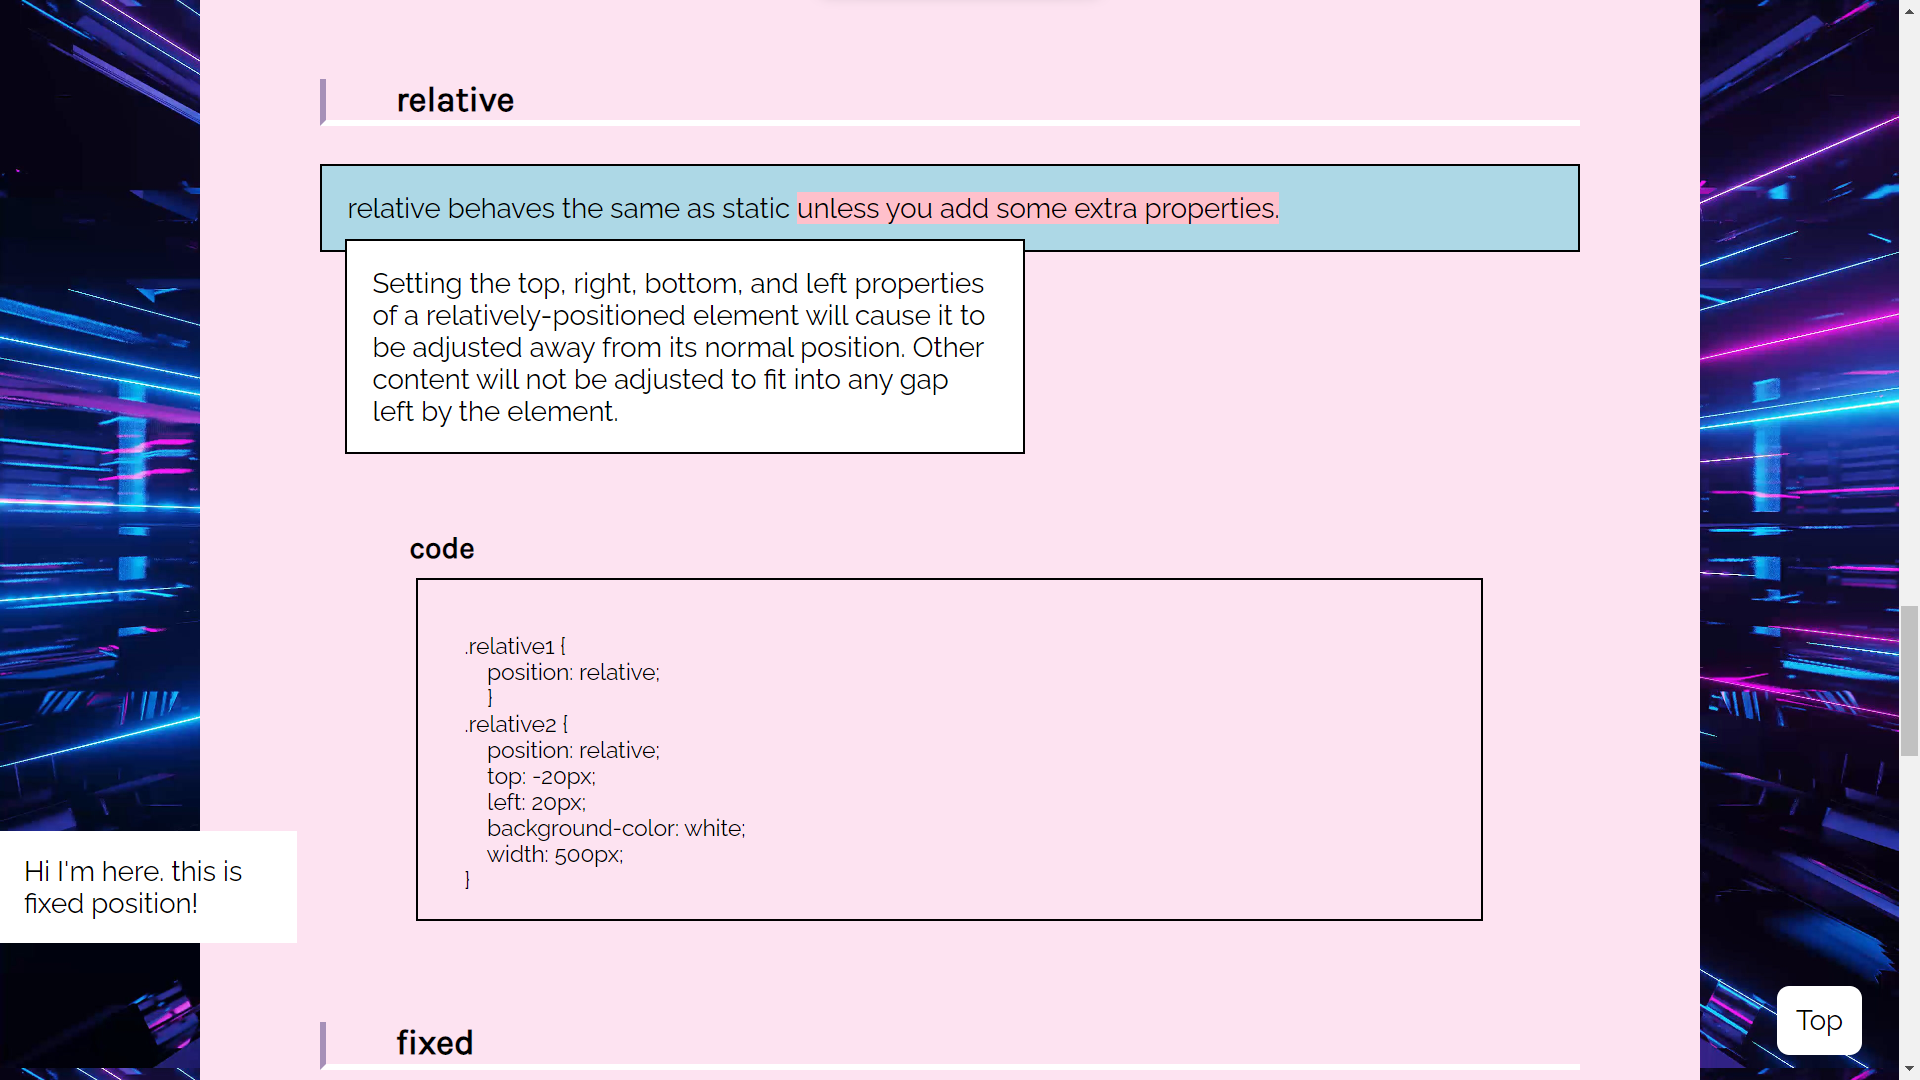 relative
relative behaves the same as static unless you add some extra properties.
Setting the top, right, bottom, and left properties
of a relatively-positioned element will cause it to
be adjusted away from its normal position. Other
content will not be adjusted to fit into any gap
left by the element.
code
.relative1 {
position: relative;
}
.relative2 {
position: relative;
top: -20px;
left: 20px;
background-color: white;
width: 500px;
}
Hi I'm here. this is
fixed position!
Top
fixed